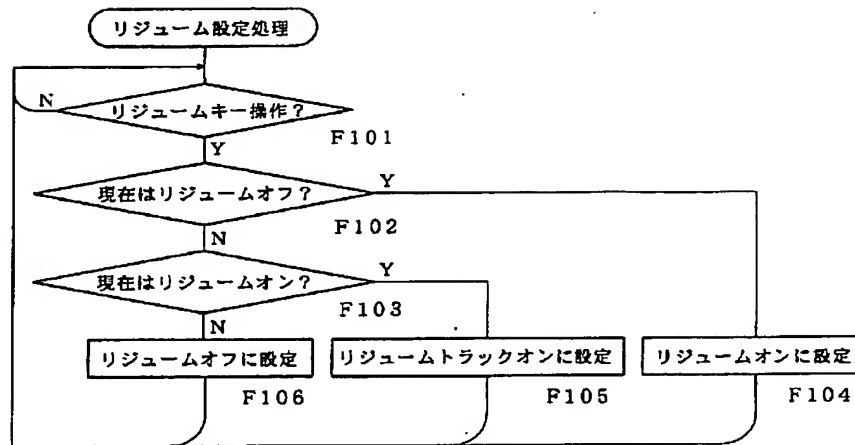 リジューム設定処理
N
リジュームキー操作?
F101
Y
現在はリジュームオフ?
Y
F102
N
現在はリジュームオン?
Y
F103
N
リジュームオフに設定
リジュームトラックオンに設定
リジュームオンに設定
F106
F105
F104